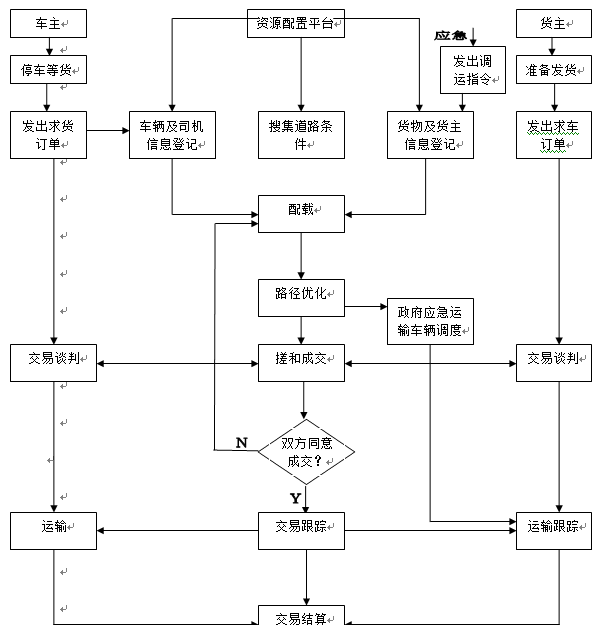 车主
资源配置平台
货主
应急
停车等货
发出调
运指令
准备发货
发出求货
订单
车辆及司机
信息登记
搜集道路条
件
货物及货主
信息登记
发出求车
订单
配载
路径优化
政府应急运
输车辆调度
交易谈判
搓和成交
交易谈判
N
双方同意
成交？
Y
运输
交易跟踪
运输跟踪
交易结算